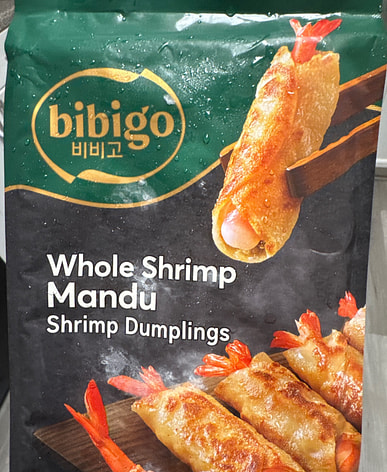 bibigo
비비고
Whole Shrimp
Mandu
Shrimp Dumplings